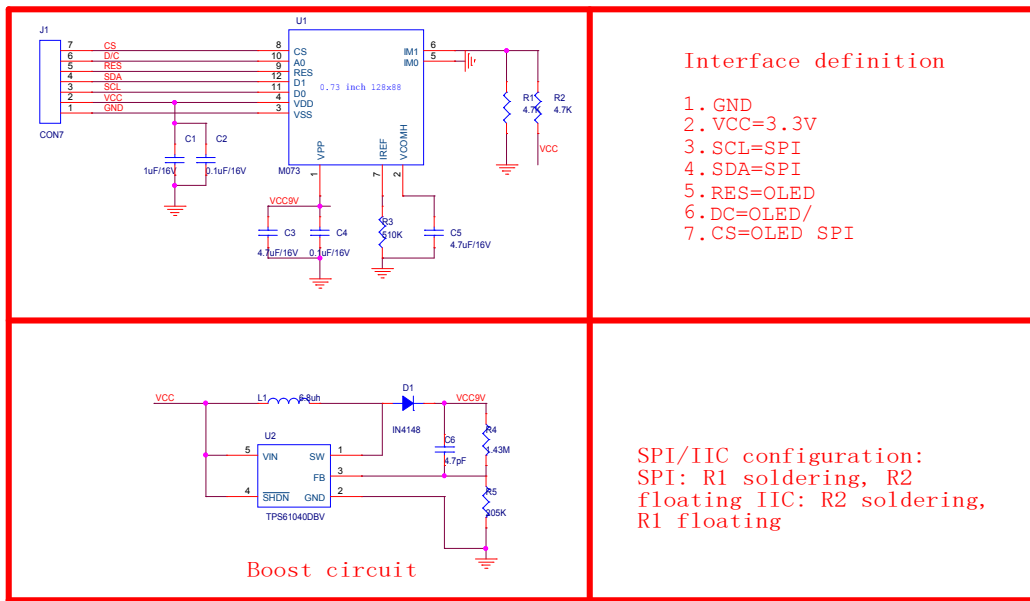 J1
7 CS
6 D/C
5 RES
4 SDA
3 SCL
2 VCC
1 GND
CON7
U1
8 CS
10 A0
9 RES
12 D1
11 D0
4 VDD
3 VSS
0.73 inch 128x88
IM1 6
IM0 5
VPP
IREF
VCOMH
M073
1
7
2
R1
4.7K
R2
4.7K
VCC
C1
1uF/16V
C2
0.1uF/16V
VCC9V
C3
4.7uF/16V
C4
0.1uF/16V
R3
510K
C5
4.7uF/16V
Interface definition
1. GND
2. VCC=3.3V
3. SCL=SPI
4. SDA=SPI
5. RES=OLED
6. DC=OLED/
7. CS=OLED SPI
VCC
L1
6.8uh
D1
IN4148
VCC9V
U2
5 VIN
SW 1
FB 3
4 SHDN
GND 2
TPS61040DBV
C6
4.7pF
R4
1.43M
R5
205K
Boost circuit
SPI/IIC configuration:
SPI: R1 soldering, R2
floating IIC: R2 soldering,
R1 floating